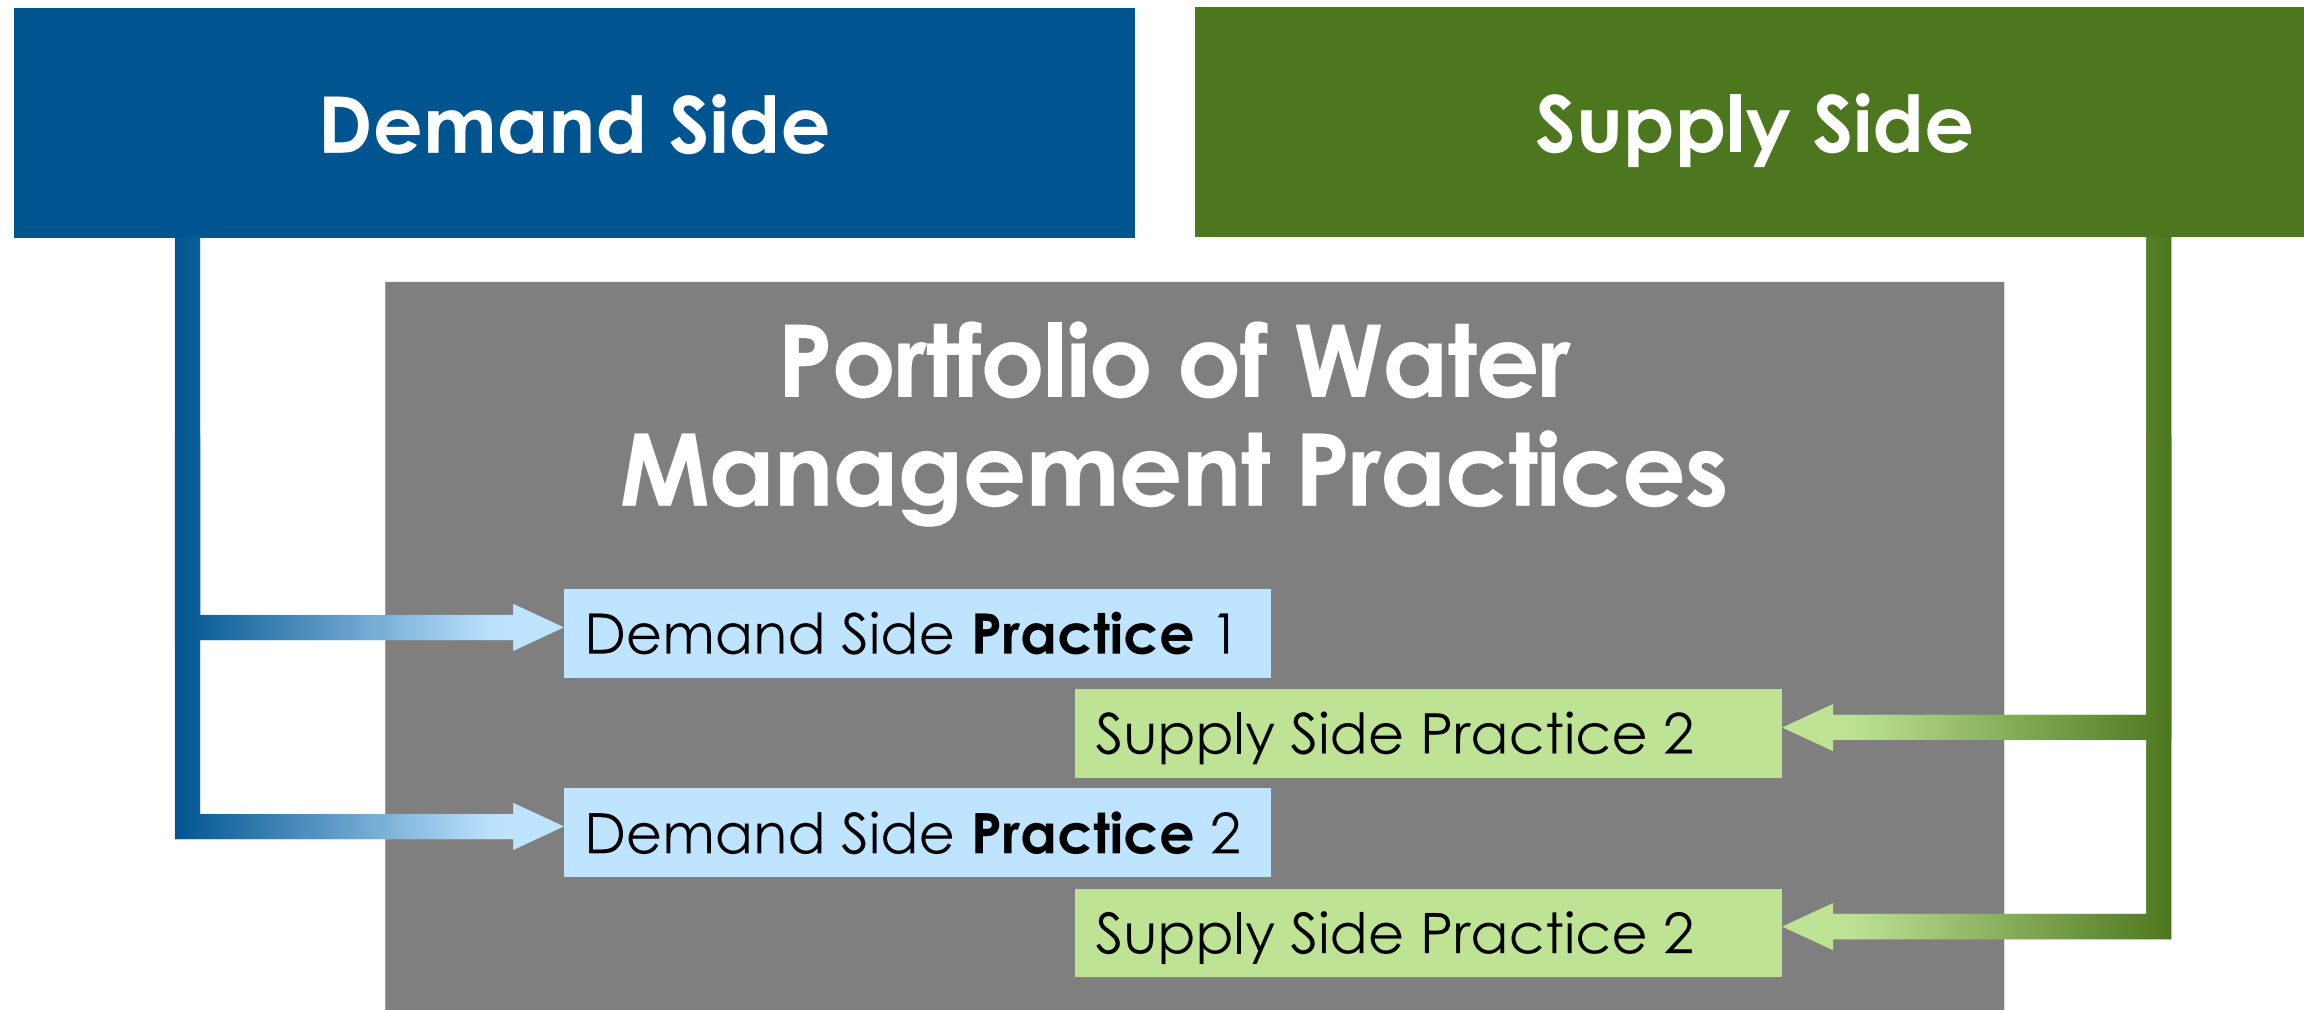 Demand Side
Supply Side
Portfolio of Water
Management Practices
Demand Side Practice 1
Supply Side Practice 2
Demand Side Practice 2
Supply Side Practice 2